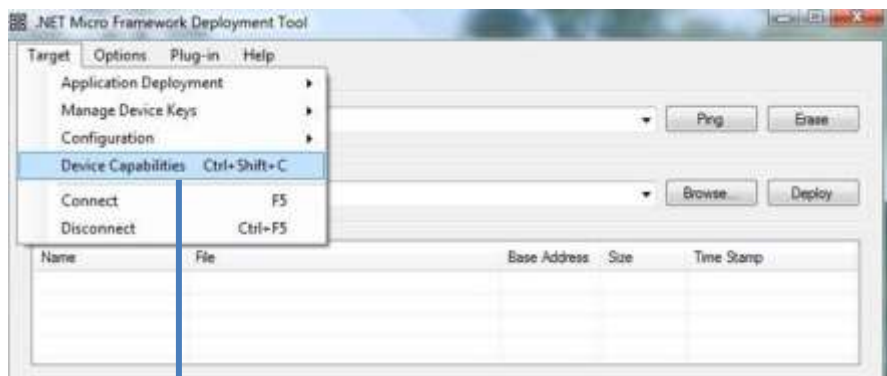 .NET Micro Framework Deployment Tool
Target Options Plug-in Help
Application Deployment
Manage Device Keys
Ping Erase
Configuration
Device Capabilities Ctrl+Shift+C
Connect F5
Browse... Deploy
Disconnect Ctrl+F5
Name File Base Address Size Time Stamp